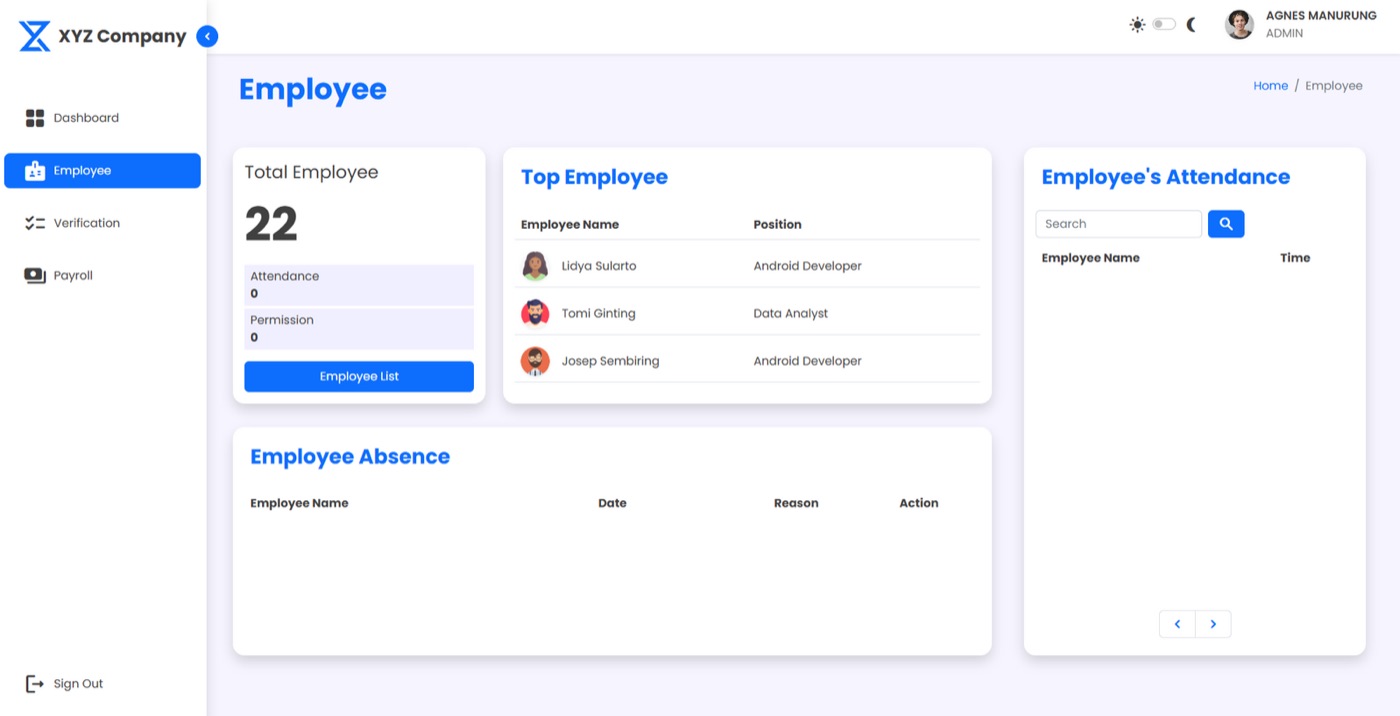 XYZ Company
AGNES MANURUNG
ADMIN
Dashboard
Employee
Verification
Payroll
Sign Out
Employee
Home / Employee
Total Employee
22
Attendance
0
Permission
0
Employee List
Top Employee
Employee Name Position
Lidya Sularto Android Developer
Tomi Ginting Data Analyst
Josep Sembiring Android Developer
Employee's Attendance
Search
Employee Name Time
Employee Absence
Employee Name Date Reason Action